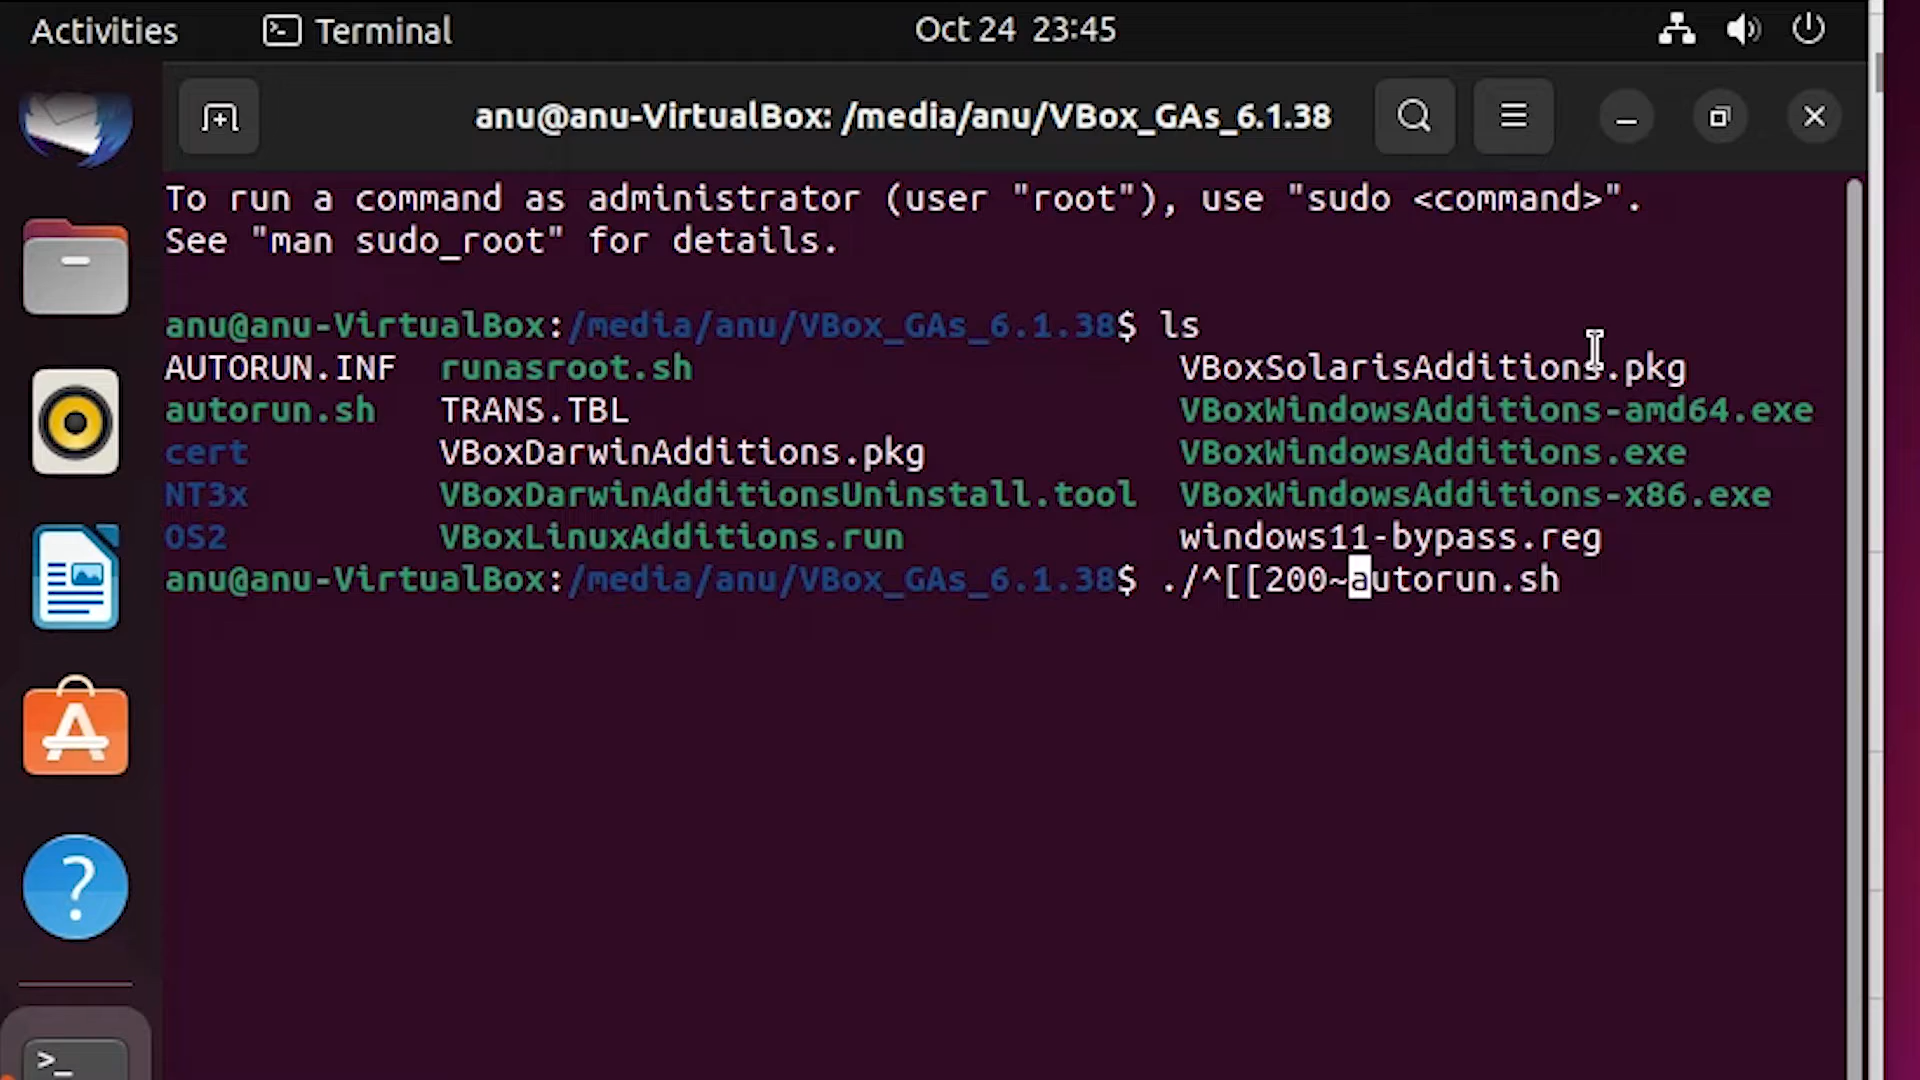 Activities Terminal Oct 24 23:45
anu@anu-VirtualBox: /media/anu/VBox_GAs_6.1.38
To run a command as administrator (user "root"), use "sudo <command>".
See "man sudo_root" for details.
anu@anu-VirtualBox:/media/anu/VBox_GAs_6.1.38$ ls
AUTORUN.INF runasroot.sh VBoxSolarisAdditions.pkg
autorun.sh TRANS.TBL VBoxWindowsAdditions-amd64.exe
cert VBoxDarwinAdditions.pkg VBoxWindowsAdditions.exe
NT3x VBoxDarwinAdditionsUninstall.tool VBoxWindowsAdditions-x86.exe
OS2 VBoxLinuxAdditions.run windows11-bypass.reg
anu@anu-VirtualBox:/media/anu/VBox_GAs_6.1.38$ ./^[[200~autorun.sh